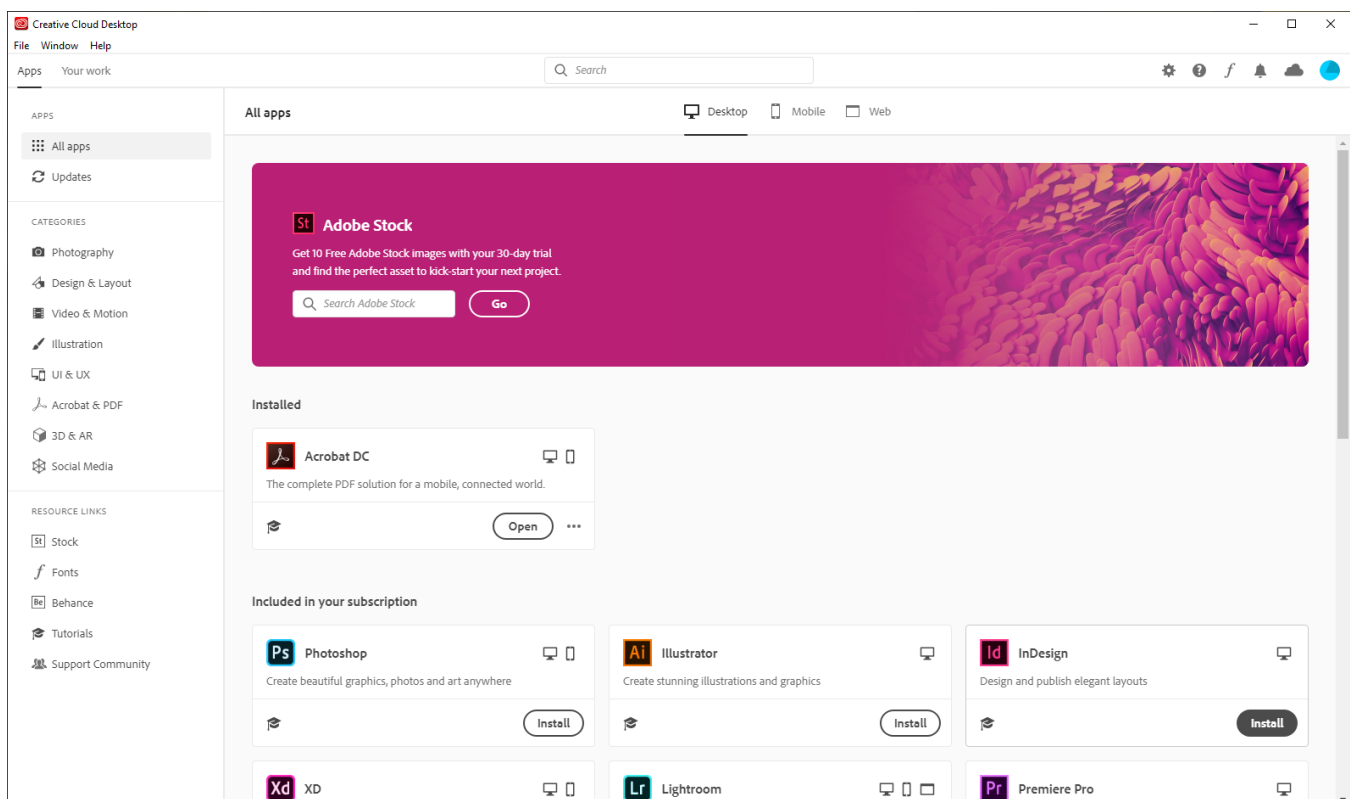 Creative Cloud Desktop
File Window Help
Apps Your work Search
APPS
All apps
Updates
CATEGORIES
Photography
Design & Layout
Video & Motion
Illustration
UI & UX
Acrobat & PDF
3D & AR
Social Media
RESOURCE LINKS
St Stock
Fonts
Be Behance
Tutorials
Support Community
All apps Desktop Mobile Web
St Adobe Stock
Get 10 Free Adobe Stock images with your 30-day trial
and find the perfect asset to kick-start your next project.
Search Adobe Stock Go
Installed
Acrobat DC
The complete PDF solution for a mobile, connected world.
Open
Included in your subscription
Ps Photoshop
Create beautiful graphics, photos and art anywhere
Install
Ai Illustrator
Create stunning illustrations and graphics
Install
Id InDesign
Design and publish elegant layouts
Install
Xd XD
Lr Lightroom
Pr Premiere Pro